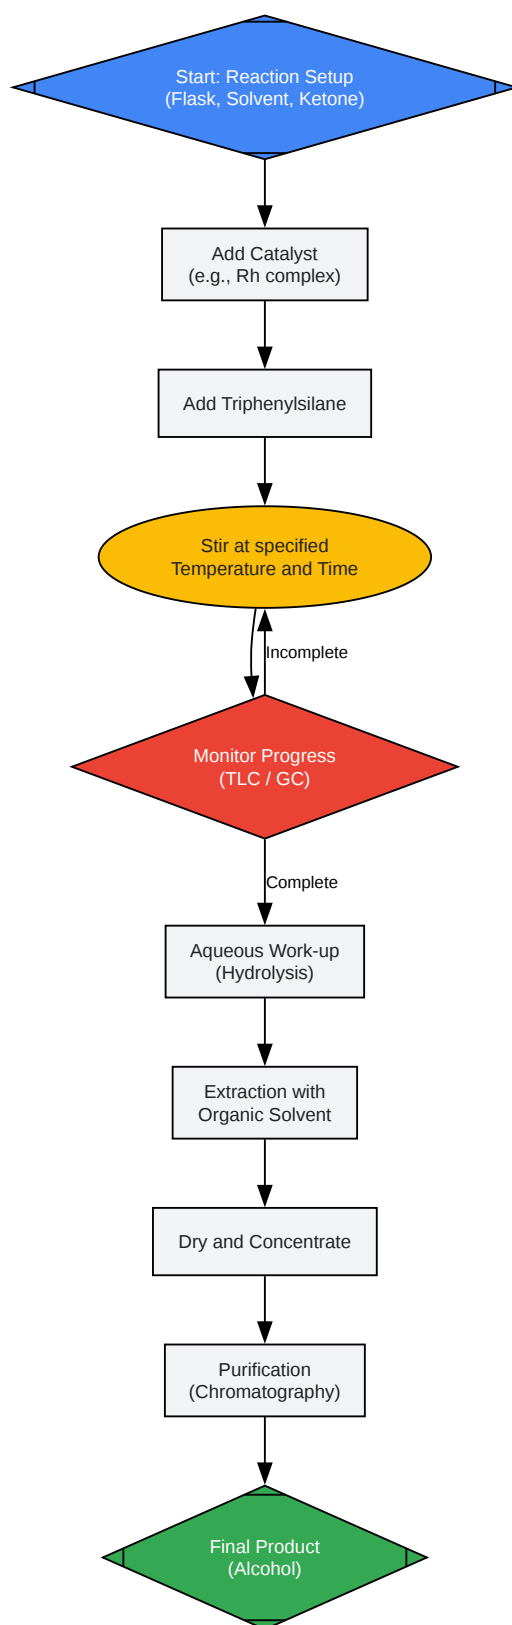 Start: Reaction Setup
(Flask, Solvent, Ketone)
Add Catalyst
(e.g., Rh complex)
Add Triphenylsilane
Stir at specified
Temperature and Time
Incomplete
Monitor Progress
(TLC / GC)
Complete
Aqueous Work-up
(Hydrolysis)
Extraction with
Organic Solvent
Dry and Concentrate
Purification
(Chromatography)
Final Product
(Alcohol)